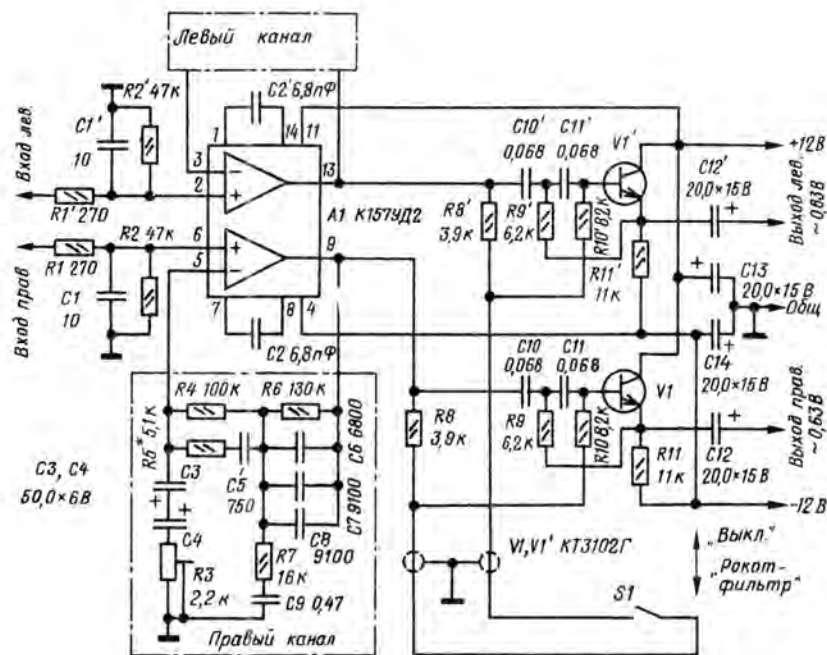 Левый канал
R2' 47к
C2' 6,8пФ
C1'
10
Вход лев.
R1' 270
1
14
11
3
2
13
A1 К157УД2
R2 47к
6
5
9
R1 270
C1
10
Вход прав.
7
8
4
C2 6,8пФ
C10'
0,068
C11'
0,068
V1'
+12В
C12'
20,0×15В
Выход лев.
~0,63В
R8'
3,9к
R9'
6,2к
R10' 82к
R11'
11к
C13
20,0×15В
Общ
C14
20,0×15В
C10
0,068
C11
0,068
V1
R8
3,9к
R9
6,2к
R10 82к
R11
11к
C12
20,0×15В
Выход прав.
~0,63В
-12В
R4 100к
R6 130к
R5* 5,1к
C3
C5
750
C6 6800
C7 9100
C8
9100
C3, C4
50,0×6В
C4
R3
2,2к
R7
16к
C9 0,47
Правый канал
V1,V1' КТ3102Г
„Выкл."
„Рокот-
фильтр"
S1